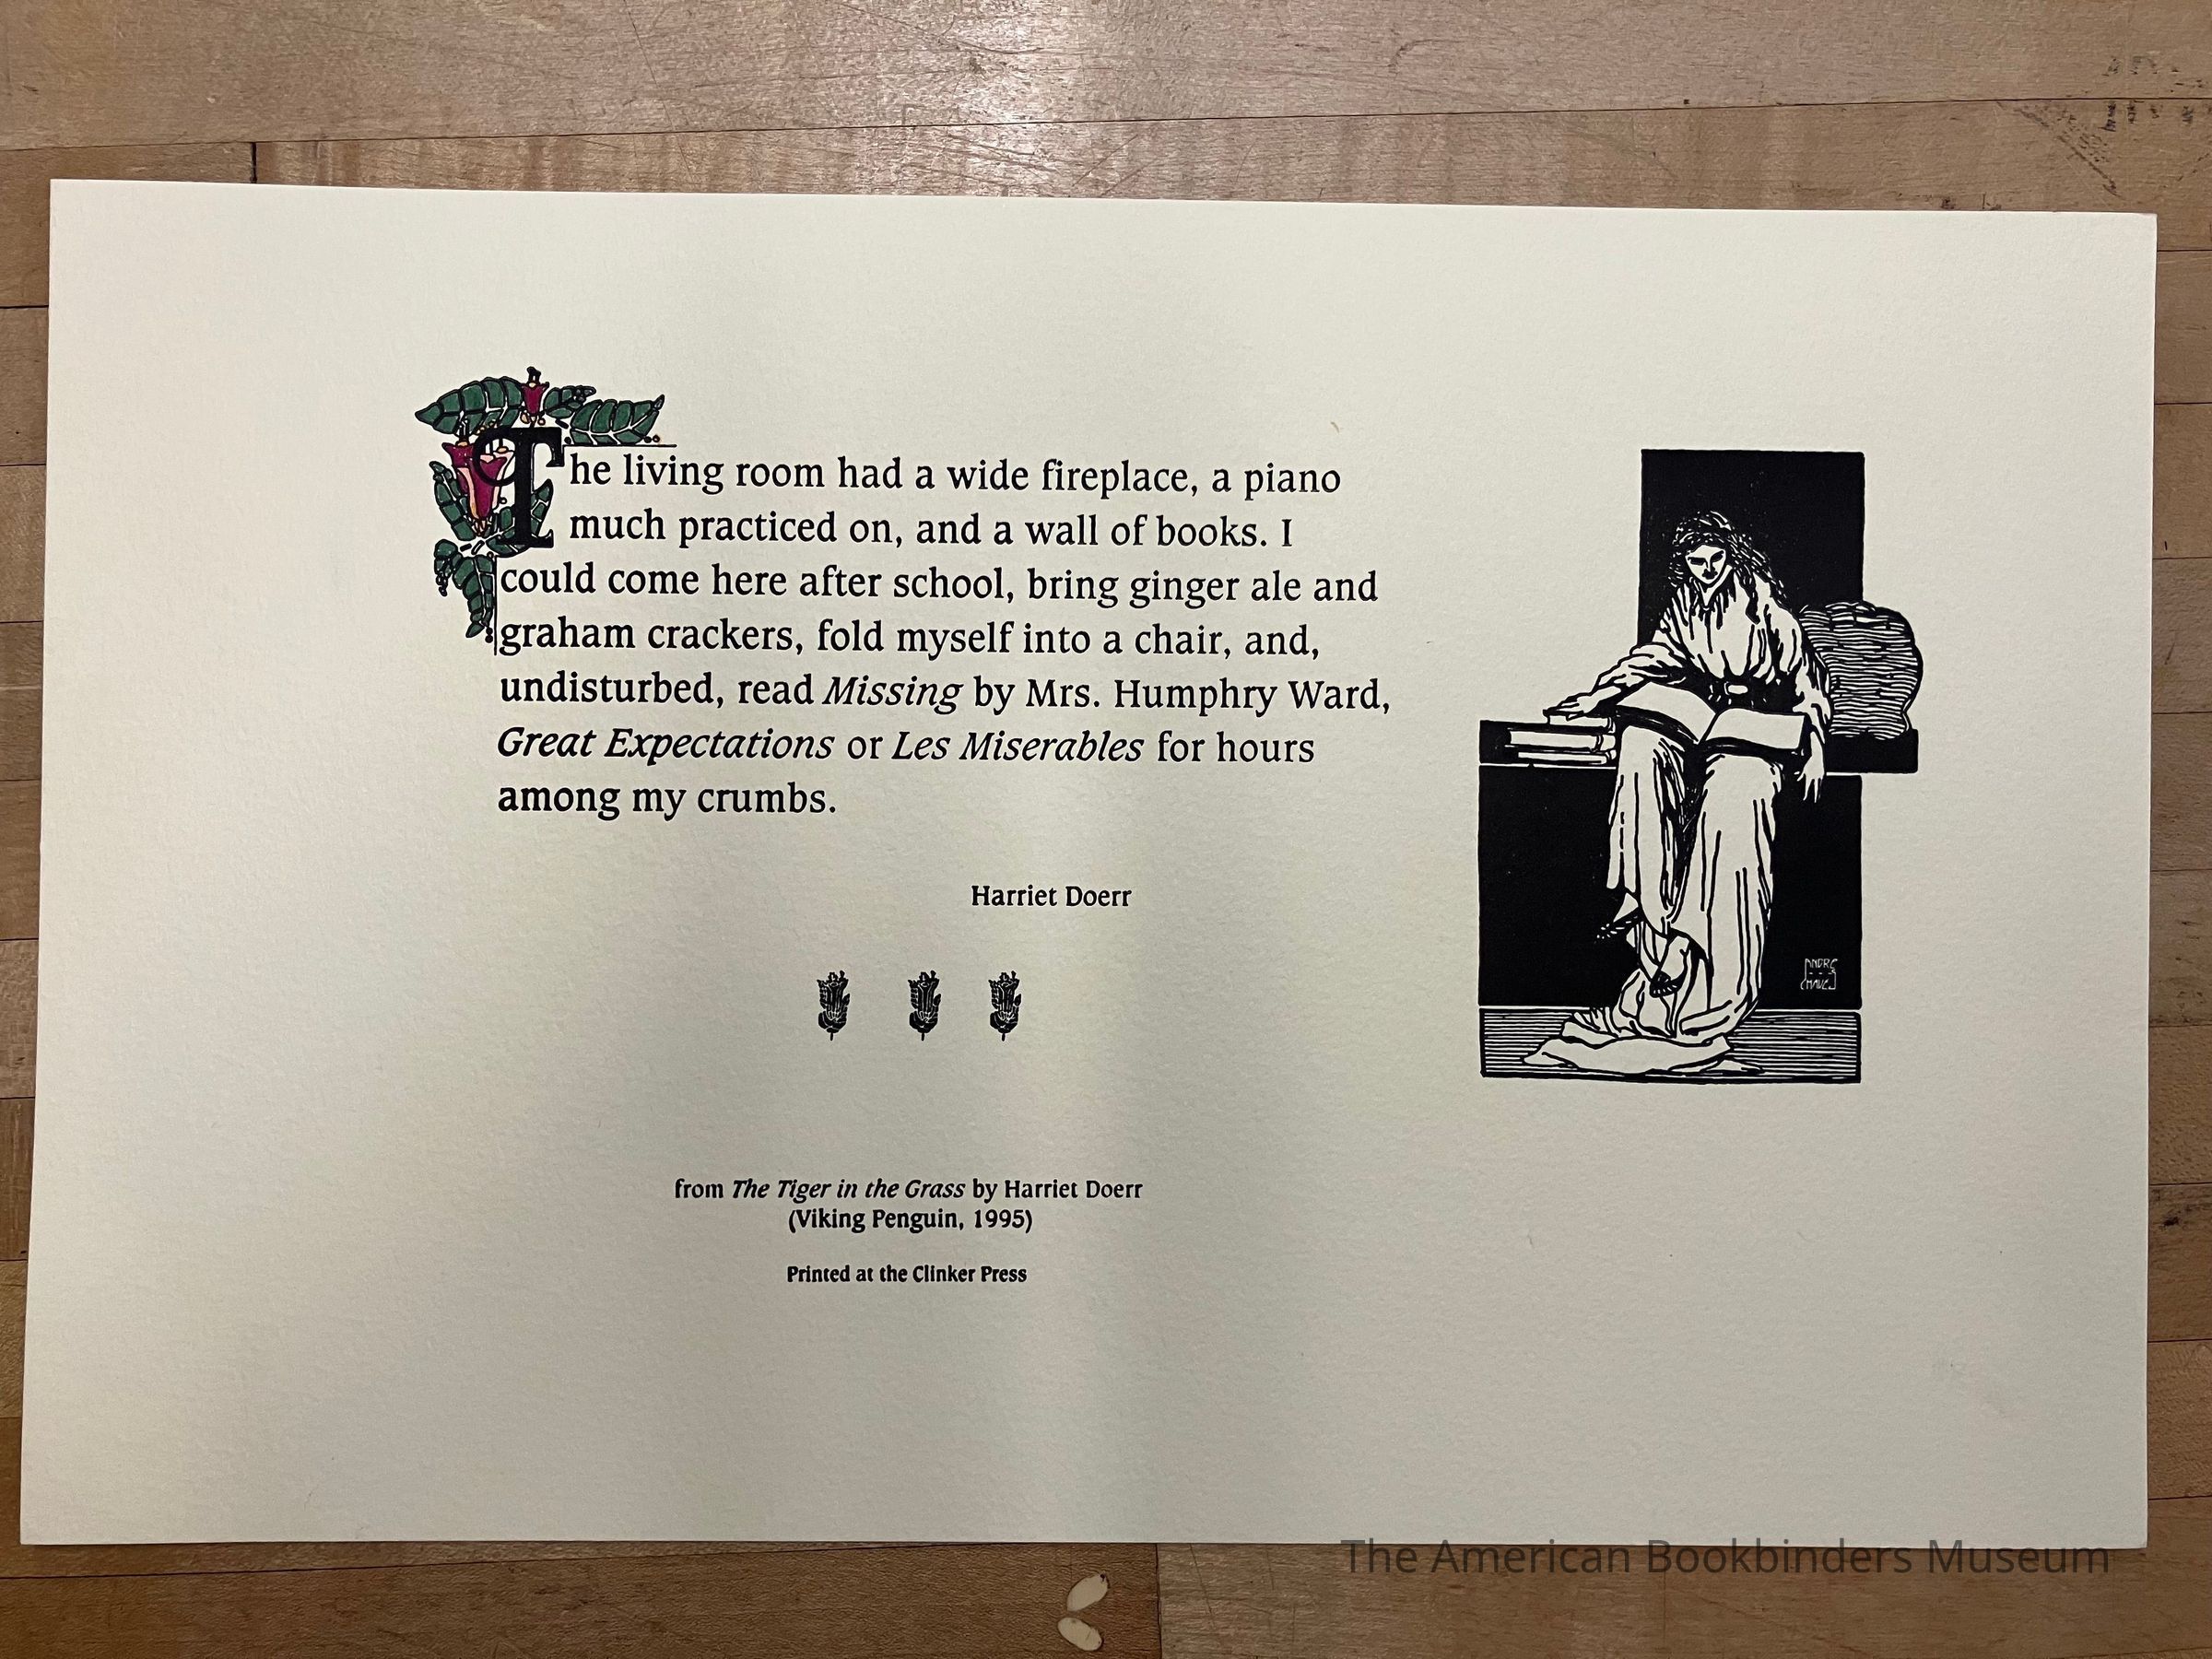 The living room had a wide fireplace, a piano
much practiced on, and a wall of books. I
could come here after school, bring ginger ale and
graham crackers, fold myself into a chair, and,
undisturbed, read Missing by Mrs. Humphry Ward,
Great Expectations or Les Miserables for hours
among my crumbs.
Harriet Doerr
from The Tiger in the Grass by Harriet Doerr
(Viking Penguin, 1995)
Printed at the Clinker Press
ANDRE
CHAVES
The American Bookbinders Museum